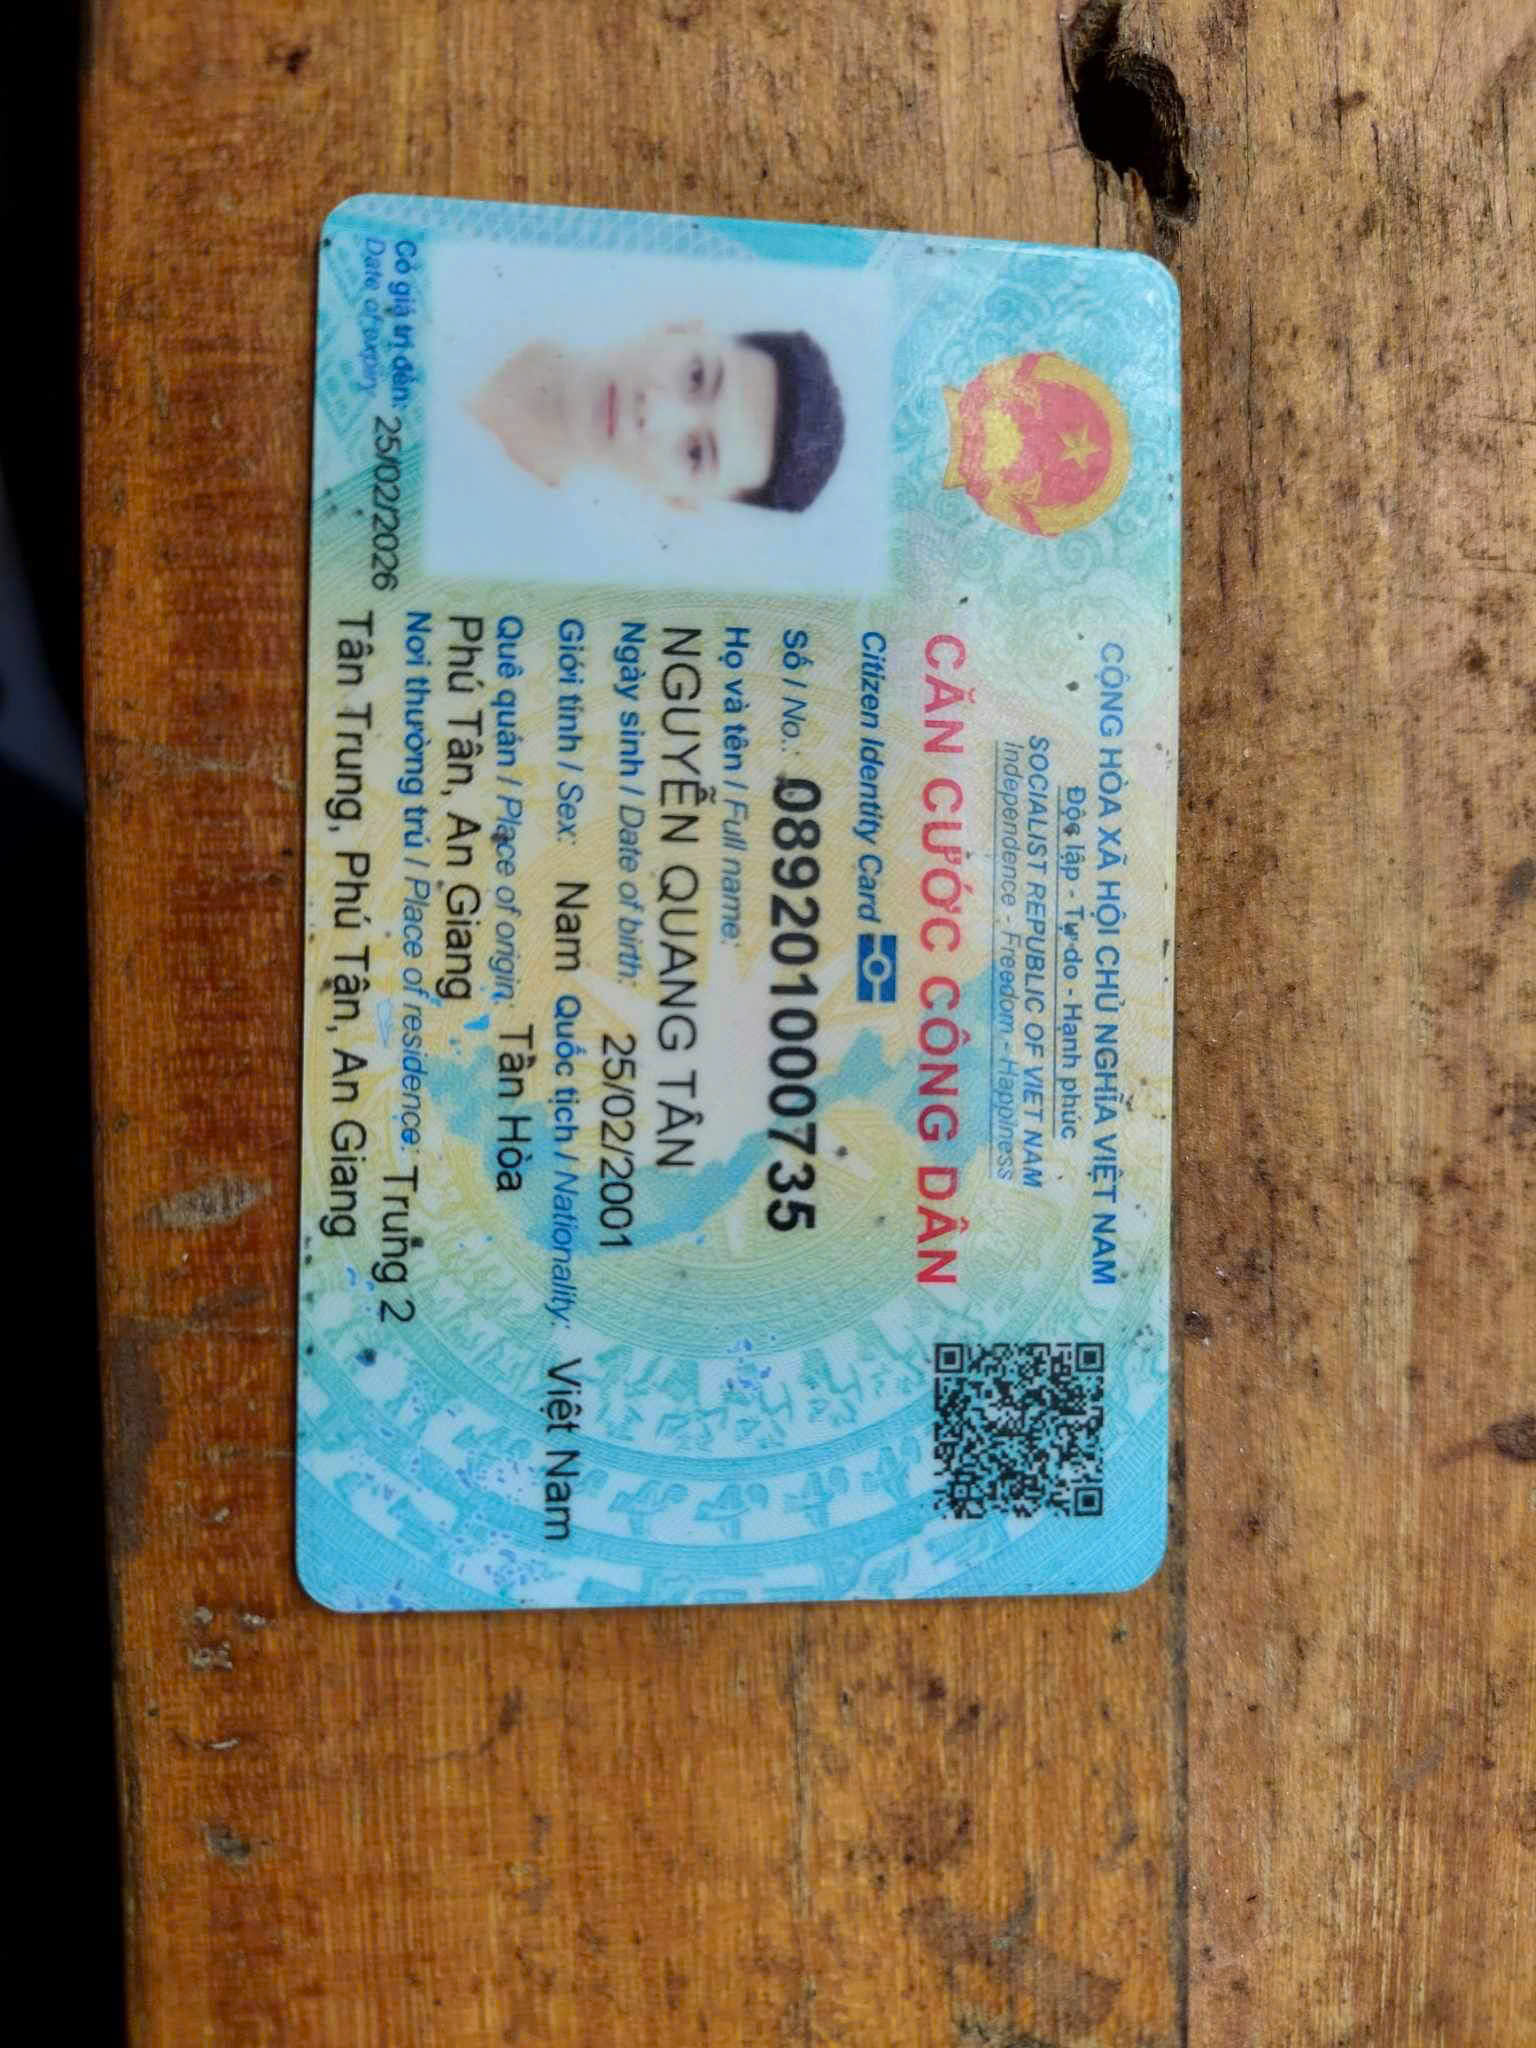 CỘNG HÒA XÃ HỘI CHỦ NGHĨA VIỆT NAM
Độc lập - Tự do - Hạnh phúc
SOCIALIST REPUBLIC OF VIET NAM
Independence - Freedom - Happiness
CĂN CƯỚC CÔNG DÂN
Citizen Identity Card
Số / No.: 089201000735
Họ và tên / Full name:
NGUYỄN QUANG TÂN
Ngày sinh / Date of birth: 25/02/2001
Giới tính / Sex: Nam Quốc tịch / Nationality: Việt Nam
Quê quán / Place of origin: Tân Hòa
Phú Tân, An Giang
Nơi thường trú / Place of residence: Trung 2
Tân Trung, Phú Tân, An Giang
Có giá trị đến: 25/02/2026
Date of expiry